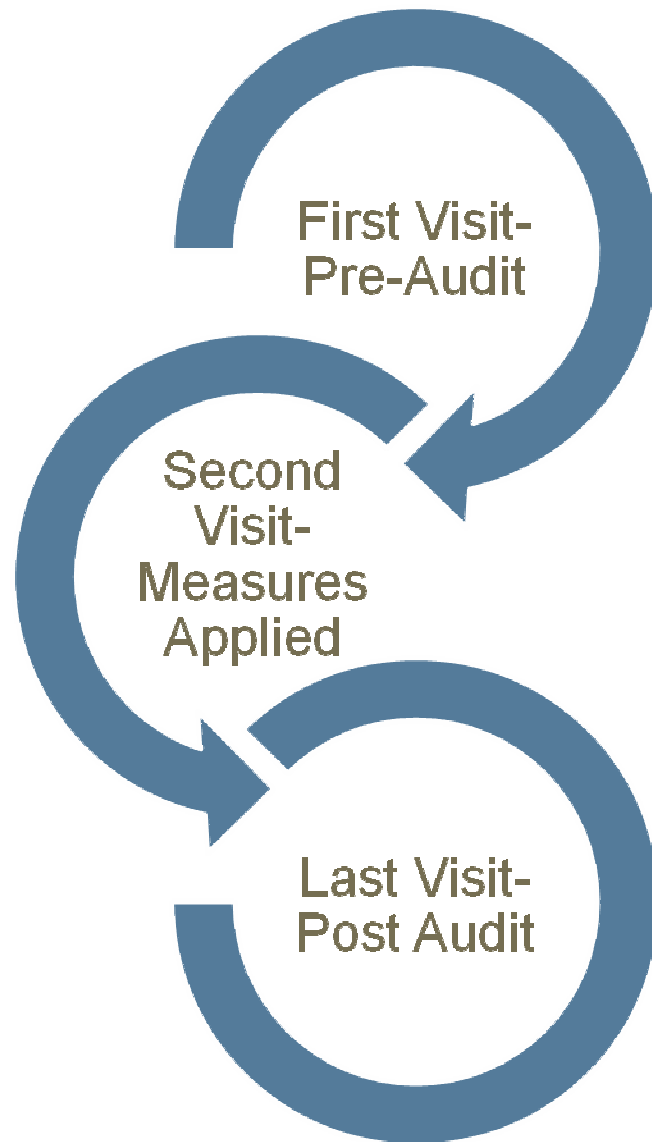 First Visit-
Pre-Audit
Second
Visit-
Measures
Applied
Last Visit-
Post Audit